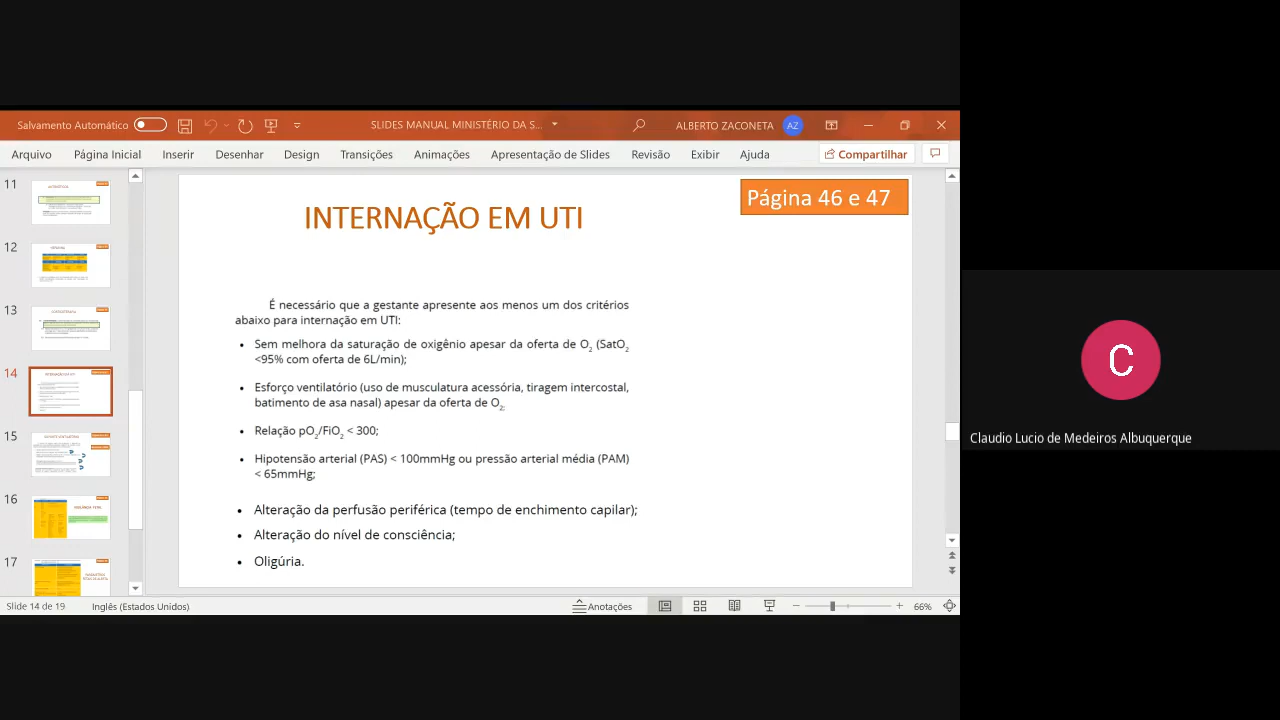 Salvamento Automático
SLIDES MANUAL MINISTÉRIO DA S...
ALBERTO ZACONETA
AZ
Arquivo
Página Inicial
Inserir
Desenhar
Design
Transições
Animações
Apresentação de Slides
Revisão
Exibir
Ajuda
Compartilhar
11
12
13
14
15
16
17
Página 46 e 47
INTERNAÇÃO EM UTI
É necessário que a gestante apresente aos menos um dos critérios
abaixo para internação em UTI:
• Sem melhora da saturação de oxigênio apesar da oferta de O2 (SatO2
<95% com oferta de 6L/min);
• Esforço ventilatório (uso de musculatura acessória, tiragem intercostal,
batimento de asa nasal) apesar da oferta de O2;
• Relação pO2/FiO2 < 300;
• Hipotensão arterial (PAS) < 100mmHg ou pressão arterial média (PAM)
< 65mmHg;
• Alteração da perfusão periférica (tempo de enchimento capilar);
• Alteração do nível de consciência;
• Oligúria.
C
Claudio Lucio de Medeiros Albuquerque
Slide 14 de 19
Inglês (Estados Unidos)
Anotações
66%